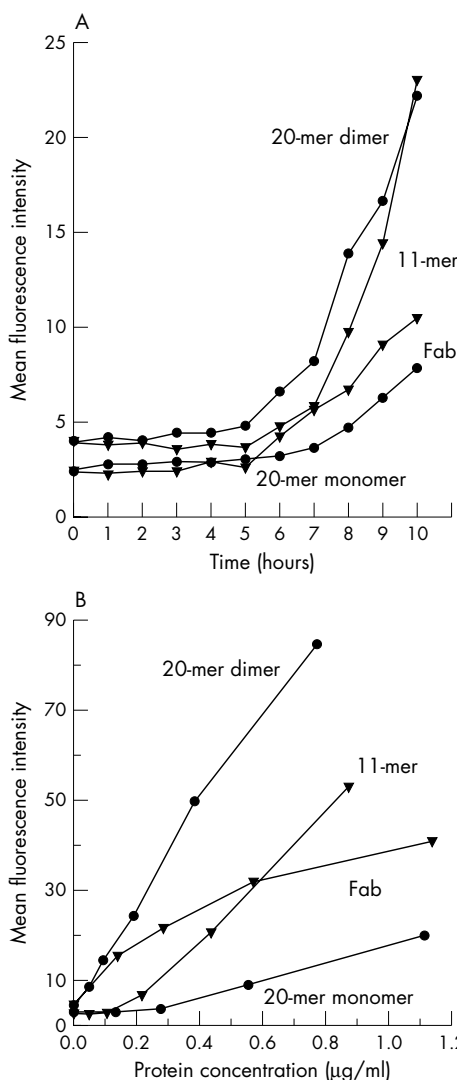 A
25
20
15
10
5
0
Mean fluorescence intensity
20-mer dimer
11-mer
Fab
20-mer monomer
0 1 2 3 4 5 6 7 8 9 10
Time (hours)
B
90
70
50
30
10
0
Mean fluorescence intensity
20-mer dimer
11-mer
Fab
20-mer monomer
0.0 0.2 0.4 0.6 0.8 1.0 1.2
Protein concentration (µg/ml)